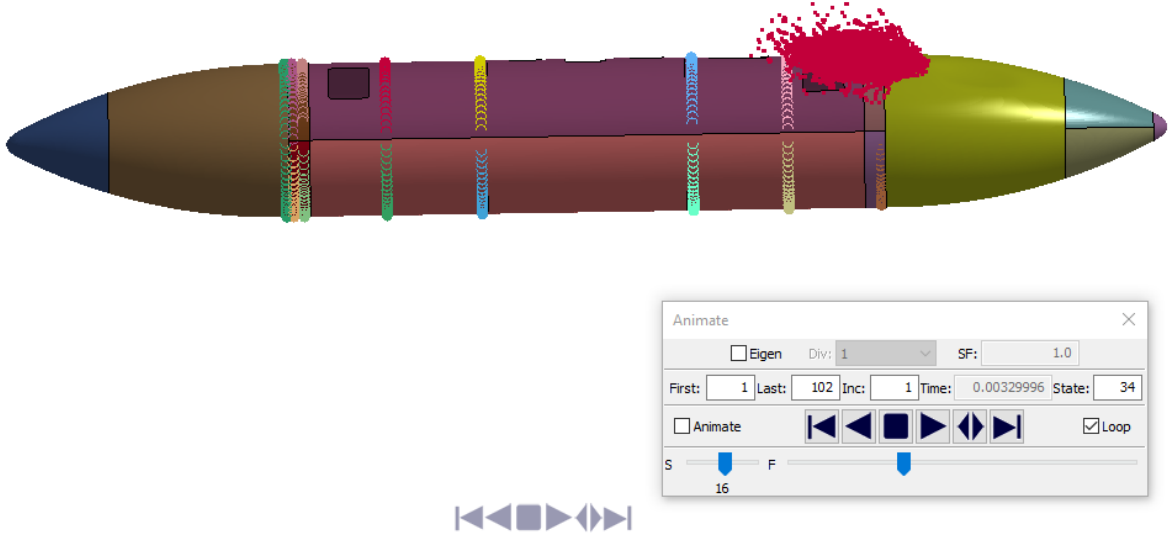 Animate
Eigen Div: 1 SF: 1.0
First: 1 Last: 102 Inc: 1 Time: 0.00329996 State: 34
Animate Loop
S F
16